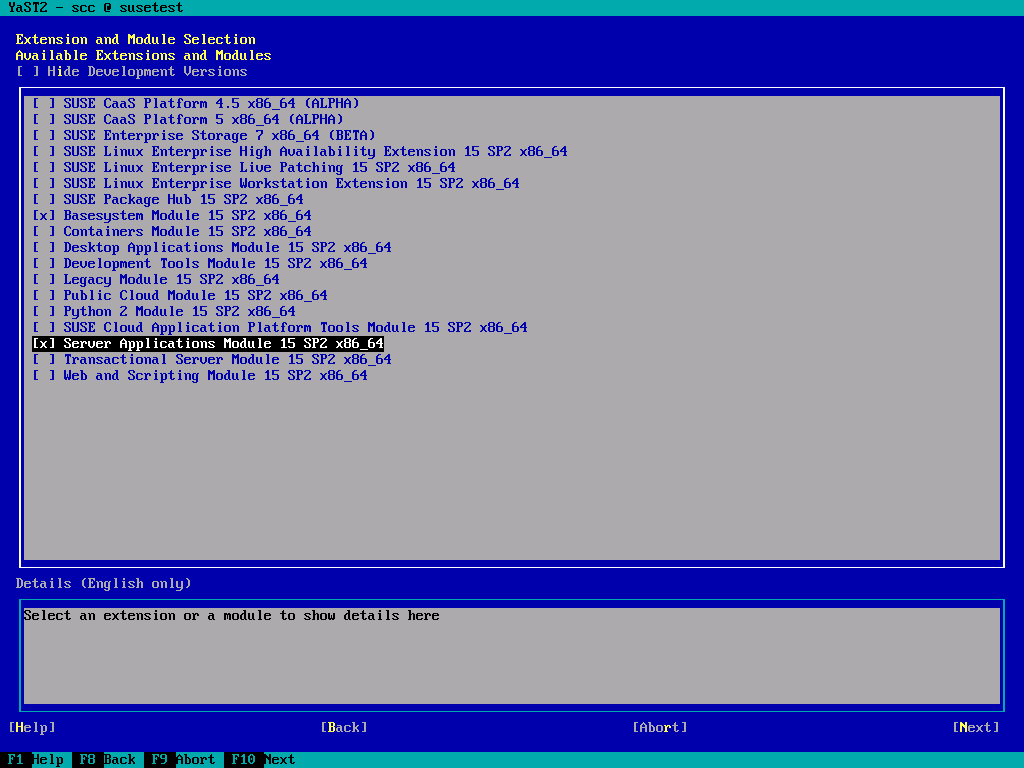 YaST2 - scc @ susetest
Extension and Module Selection
Available Extensions and Modules
[ ] Hide Development Versions
[ ] SUSE CaaS Platform 4.5 x86_64 (ALPHA)
[ ] SUSE CaaS Platform 5 x86_64 (ALPHA)
[ ] SUSE Enterprise Storage 7 x86_64 (BETA)
[ ] SUSE Linux Enterprise High Availability Extension 15 SP2 x86_64
[ ] SUSE Linux Enterprise Live Patching 15 SP2 x86_64
[ ] SUSE Linux Enterprise Workstation Extension 15 SP2 x86_64
[ ] SUSE Package Hub 15 SP2 x86_64
[x] Basesystem Module 15 SP2 x86_64
[ ] Containers Module 15 SP2 x86_64
[ ] Desktop Applications Module 15 SP2 x86_64
[ ] Development Tools Module 15 SP2 x86_64
[ ] Legacy Module 15 SP2 x86_64
[ ] Public Cloud Module 15 SP2 x86_64
[ ] Python 2 Module 15 SP2 x86_64
[ ] SUSE Cloud Application Platform Tools Module 15 SP2 x86_64
[x] Server Applications Module 15 SP2 x86_64
[ ] Transactional Server Module 15 SP2 x86_64
[ ] Web and Scripting Module 15 SP2 x86_64
Details (English only)
Select an extension or a module to show details here
[Help] [Back] [Abort] [Next]
F1 Help F8 Back F9 Abort F10 Next